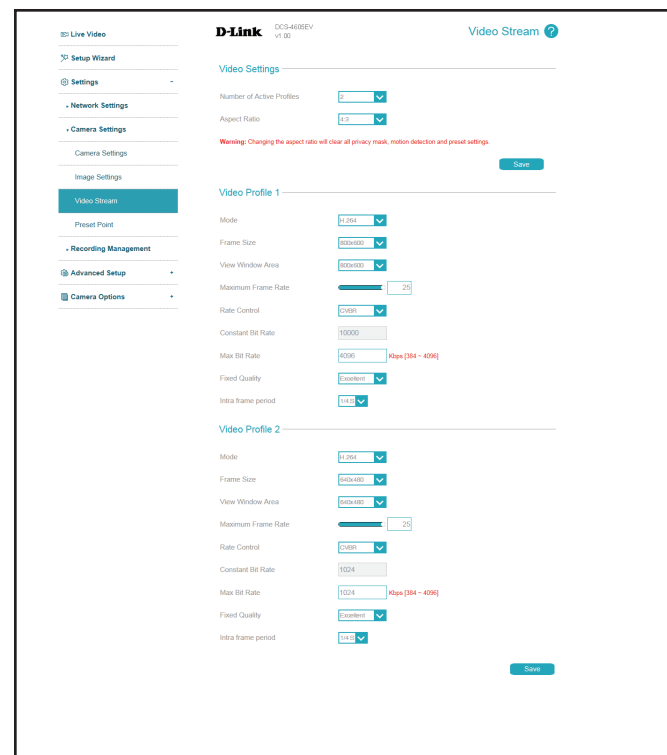 Live Video
Setup Wizard
Settings -
Network Settings
Camera Settings
Camera Settings
Image Settings
Video Stream
Preset Point
Recording Management
Advanced Setup +
Camera Options +
D-Link DCS-4605EV
v1.00
Video Stream ?
Video Settings
Number of Active Profiles 2
Aspect Ratio 4:3
Warning: Changing the aspect ratio will clear all privacy mask, motion detection and preset settings.
Save
Video Profile 1
Mode H.264
Frame Size 800x600
View Window Area 800x600
Maximum Frame Rate 25
Rate Control CVBR
Constant Bit Rate 10000
Max Bit Rate 4096 Kbps [384 ~ 4096]
Fixed Quality Excellent
Intra frame period 1/4 S
Video Profile 2
Mode H.264
Frame Size 640x480
View Window Area 640x480
Maximum Frame Rate 25
Rate Control CVBR
Constant Bit Rate 1024
Max Bit Rate 1024 Kbps [384 ~ 4096]
Fixed Quality Excellent
Intra frame period 1/4 S
Save